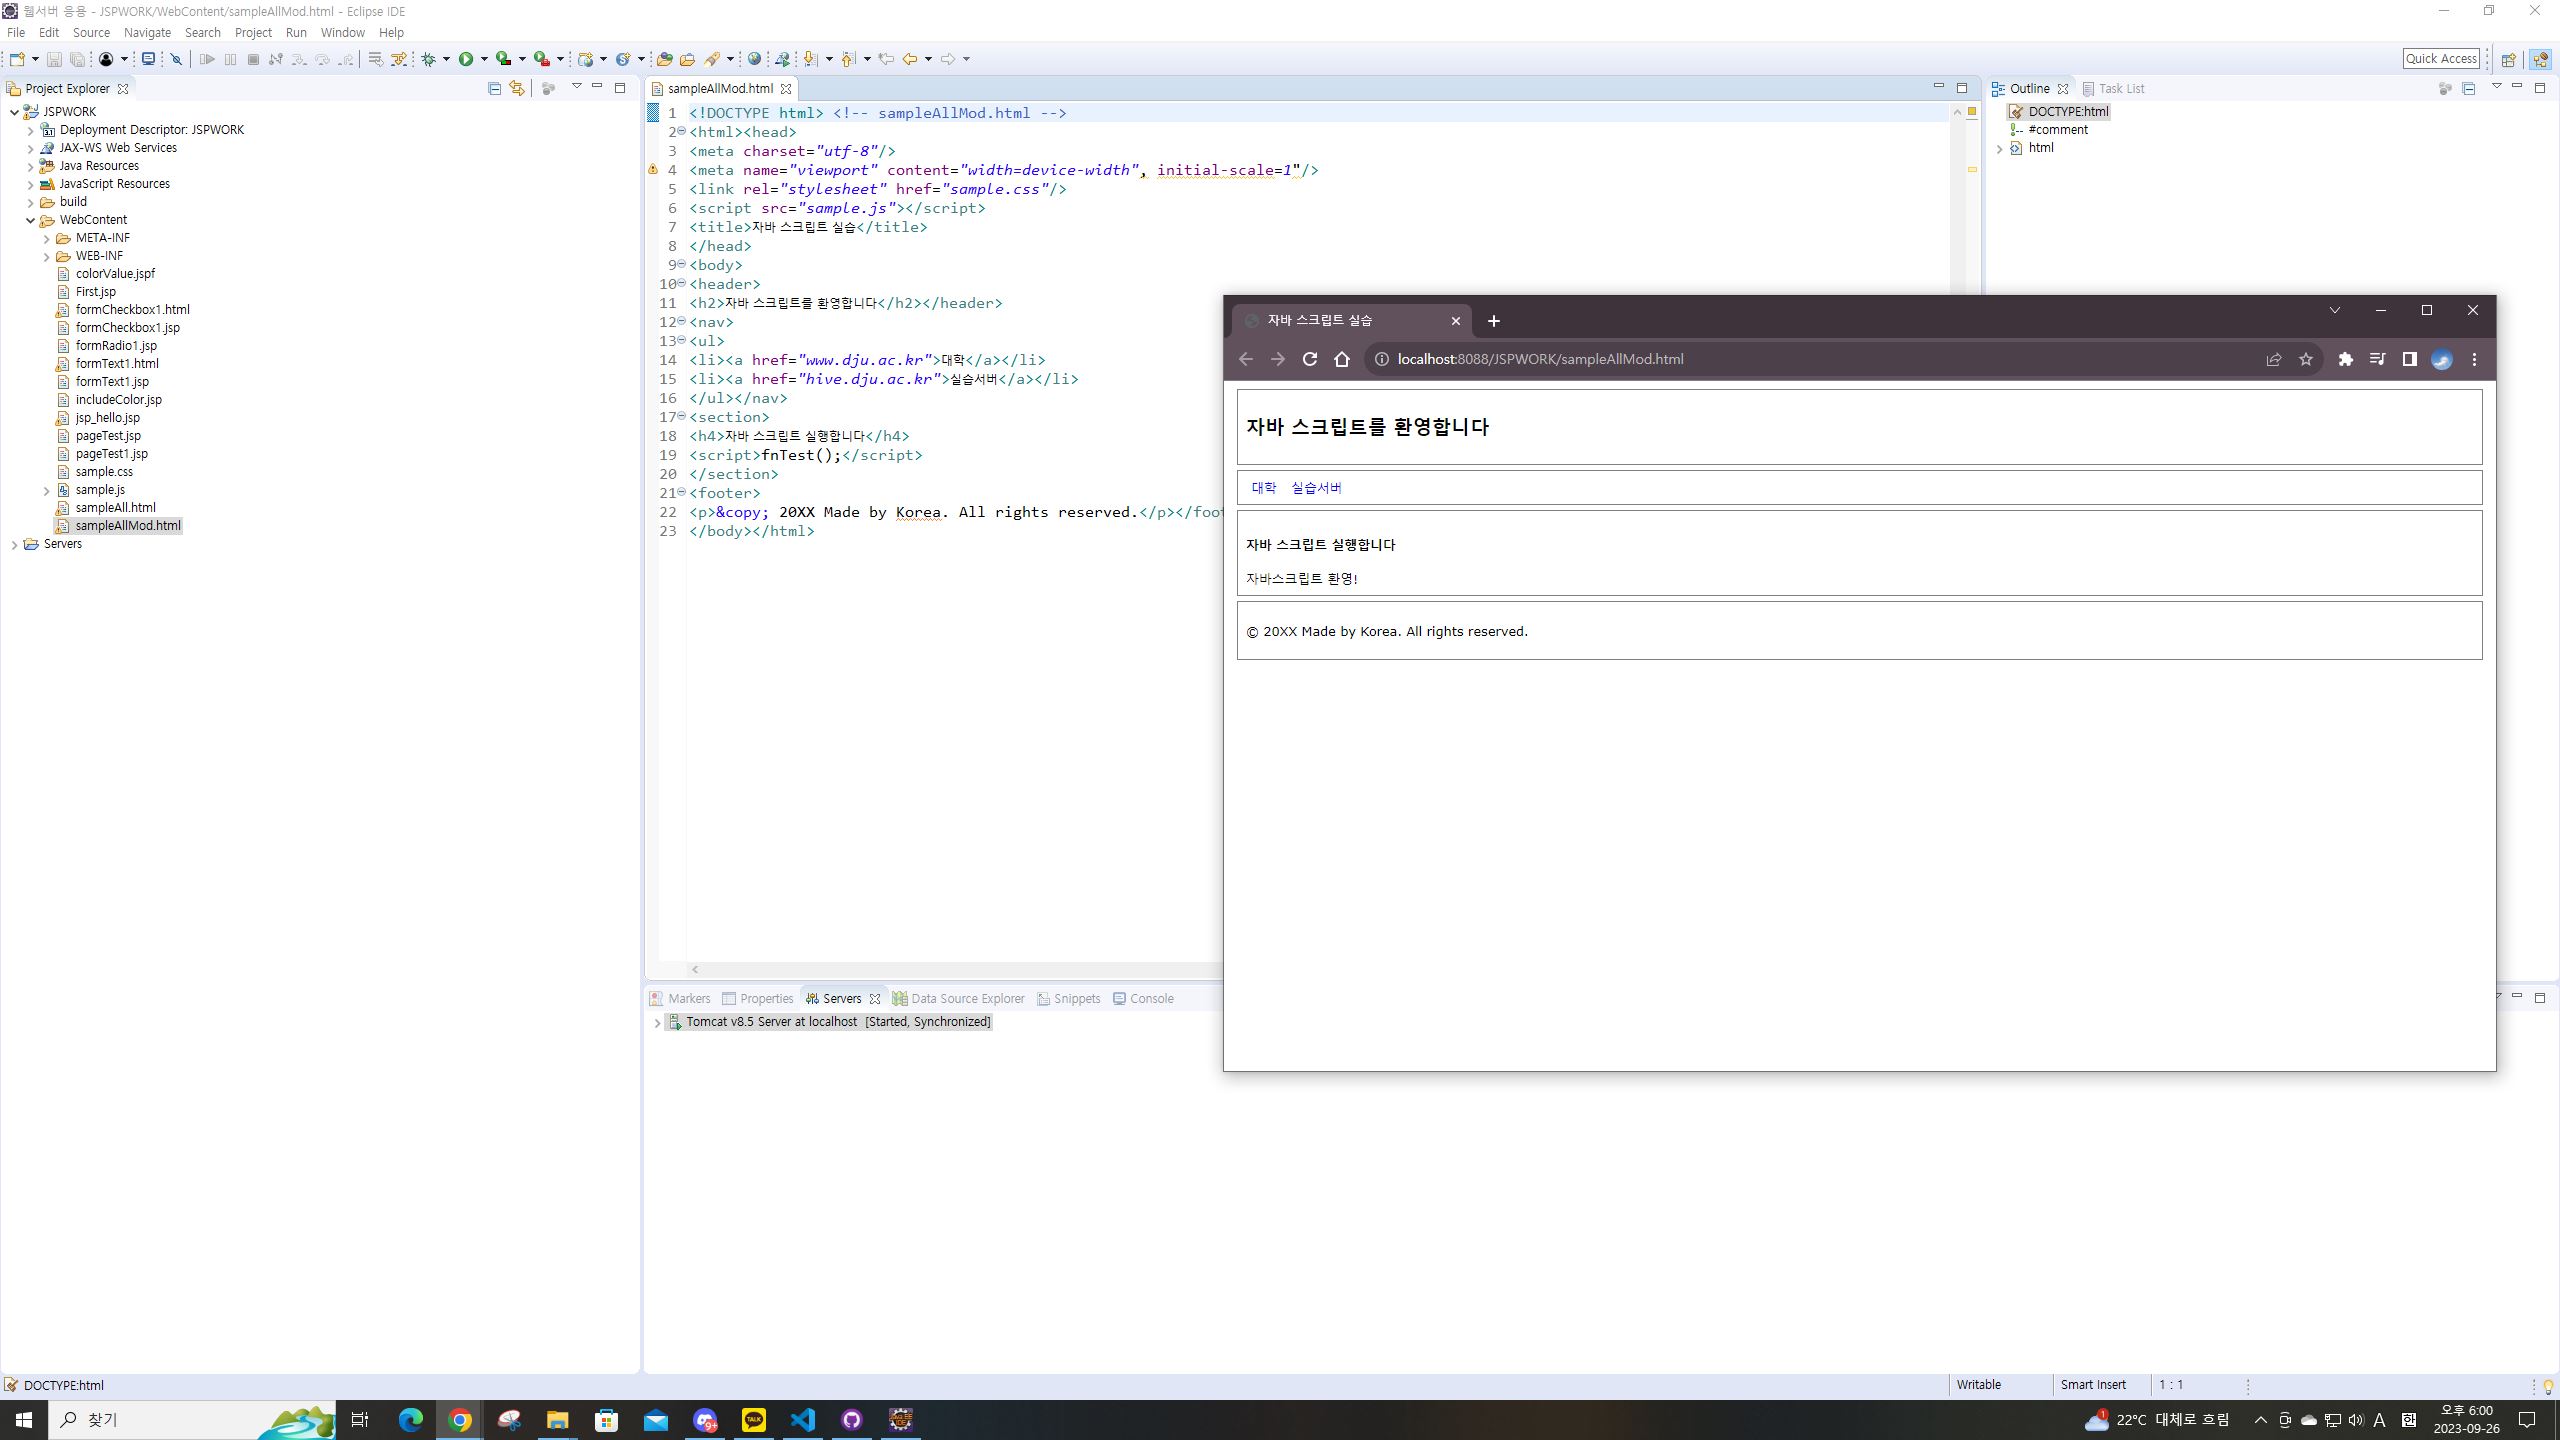 웹서버 응용 - JSPWORK/WebContent/sampleAllMod.html - Eclipse IDE
File Edit Source Navigate Search Project Run Window Help
Quick Access
Project Explorer
JSPWORK
Deployment Descriptor: JSPWORK
JAX-WS Web Services
Java Resources
JavaScript Resources
build
WebContent
META-INF
WEB-INF
colorValue.jspf
First.jsp
formCheckbox1.html
formCheckbox1.jsp
formRadio1.jsp
formText1.html
formText1.jsp
includeColor.jsp
jsp_hello.jsp
pageTest.jsp
pageTest1.jsp
sample.css
sample.js
sampleAll.html
sampleAllMod.html
Servers
sampleAllMod.html
1 <!DOCTYPE html> <!-- sampleAllMod.html -->
2 <html><head>
3 <meta charset="utf-8"/>
4 <meta name="viewport" content="width=device-width", initial-scale=1"/>
5 <link rel="stylesheet" href="sample.css"/>
6 <script src="sample.js"></script>
7 <title>자바 스크립트 실습</title>
8 </head>
9 <body>
10 <header>
11 <h2>자바 스크립트를 환영합니다</h2></header>
12 <nav>
13 <ul>
14 <li><a href="www.dju.ac.kr">대학</a></li>
15 <li><a href="hive.dju.ac.kr">실습서버</a></li>
16 </ul></nav>
17 <section>
18 <h4>자바 스크립트 실행합니다</h4>
19 <script>fnTest();</script>
20 </section>
21 <footer>
22 <p>&copy; 20XX Made by Korea. All rights reserved.</p></foot
23 </body></html>
Outline Task List
DOCTYPE:html
#comment
html
자바 스크립트 실습
localhost:8088/JSPWORK/sampleAllMod.html
자바 스크립트를 환영합니다
대학 실습서버
자바 스크립트 실행합니다
자바스크립트 환영!
© 20XX Made by Korea. All rights reserved.
Markers Properties Servers Data Source Explorer Snippets Console
Tomcat v8.5 Server at localhost [Started, Synchronized]
DOCTYPE:html
Writable Smart Insert 1 : 1
찾기
9+
TALK
22°C 대체로 흐림
A 한
오후 6:00
2023-09-26